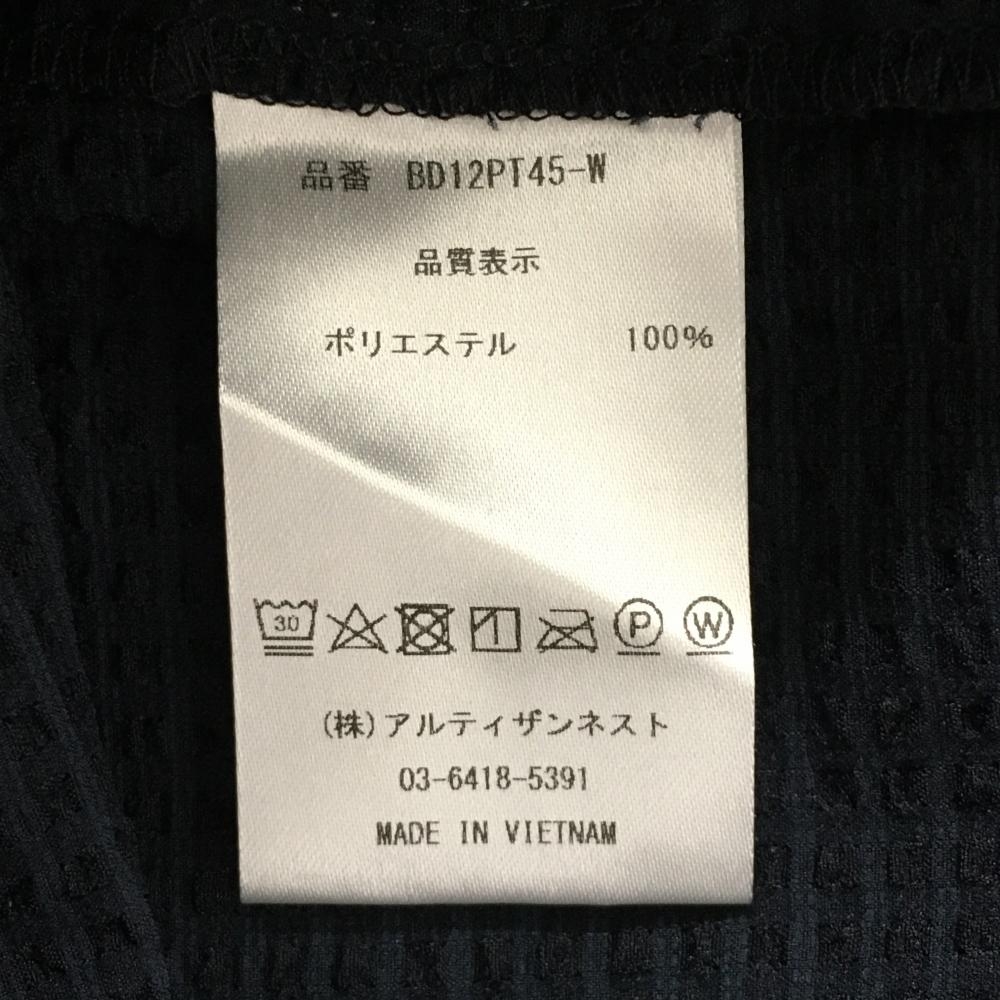 品番 BD12PT45-W
品質表示
ポリエステル 100%
30 P W
(株)アルティザンネスト
03-6418-5391
MADE IN VIETNAM